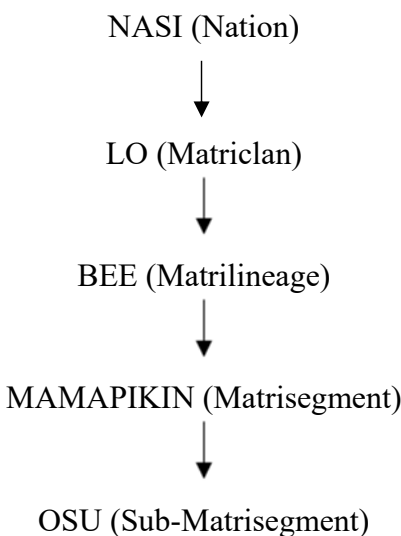 NASI (Nation)
LO (Matriclan)
BEE (Matrilineage)
MAMAPIKIN (Matrisegment)
OSU (Sub-Matrisegment)